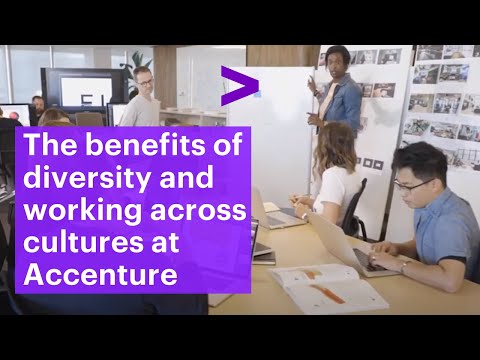 >
The benefits of
diversity and
working across
cultures at
Accenture